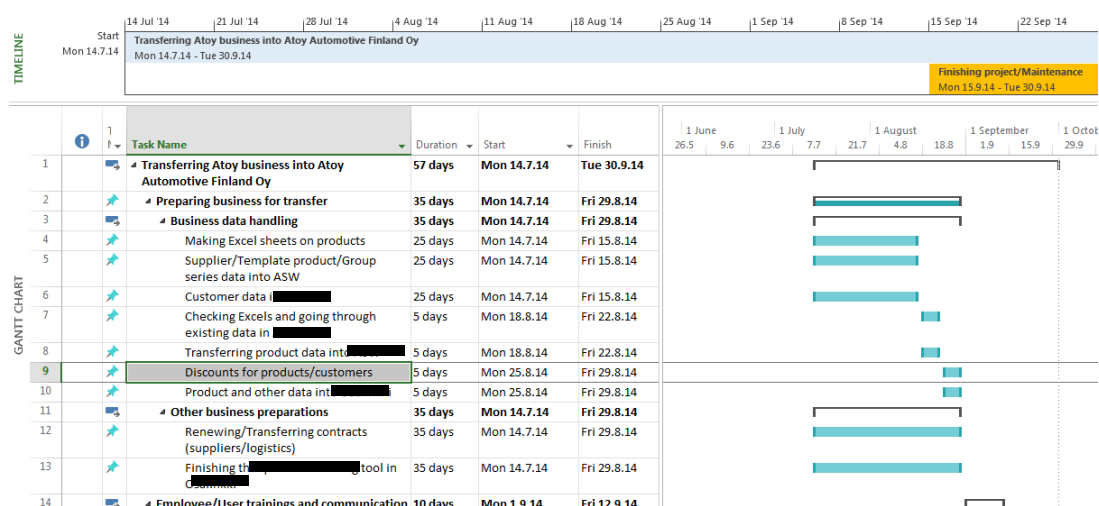 14 Jul '14 21 Jul '14 28 Jul '14 4 Aug '14 11 Aug '14 18 Aug '14 25 Aug '14 1 Sep '14 8 Sep '14 15 Sep '14 22 Sep '14
TIMELINE
Start
Mon 14.7.14
Transferring Atoy business into Atoy Automotive Finland Oy
Mon 14.7.14 - Tue 30.9.14
Finishing project/Maintenance
Mon 15.9.14 - Tue 30.9.14
GANTT CHART
Task Name Duration Start Finish
1 June 1 July 1 August 1 September 1 Octob
26.5 9.6 23.6 7.7 21.7 4.8 18.8 1.9 15.9 29.9
1 Transferring Atoy business into Atoy 57 days Mon 14.7.14 Tue 30.9.14
Automotive Finland Oy
2 Preparing business for transfer 35 days Mon 14.7.14 Fri 29.8.14
3 Business data handling 35 days Mon 14.7.14 Fri 29.8.14
4 Making Excel sheets on products 25 days Mon 14.7.14 Fri 15.8.14
5 Supplier/Template product/Group 25 days Mon 14.7.14 Fri 15.8.14
series data into ASW
6 Customer data i 25 days Mon 14.7.14 Fri 15.8.14
7 Checking Excels and going through 5 days Mon 18.8.14 Fri 22.8.14
existing data in
8 Transferring product data into 5 days Mon 18.8.14 Fri 22.8.14
9 Discounts for products/customers 5 days Mon 25.8.14 Fri 29.8.14
10 Product and other data int 5 days Mon 25.8.14 Fri 29.8.14
11 Other business preparations 35 days Mon 14.7.14 Fri 29.8.14
12 Renewing/Transferring contracts 35 days Mon 14.7.14 Fri 29.8.14
(suppliers/logistics)
13 Finishing th tool in 35 days Mon 14.7.14 Fri 29.8.14
14 Employee/User trainings and communication 10 days Mon 1.9.14 Fri 12.9.14